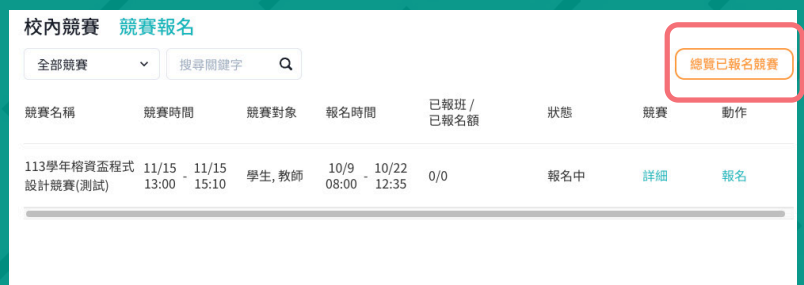 校內競賽 競賽報名
全部競賽 搜尋關鍵字 總覽已報名競賽
競賽名稱 競賽時間 競賽對象 報名時間 已報班 / 已報名額 狀態 競賽 動作
113學年榕資盃程式 11/15 - 11/15 學生, 教師 10/9 - 10/22 0/0 報名中 詳細 報名
設計競賽(測試) 13:00 15:10 08:00 12:35